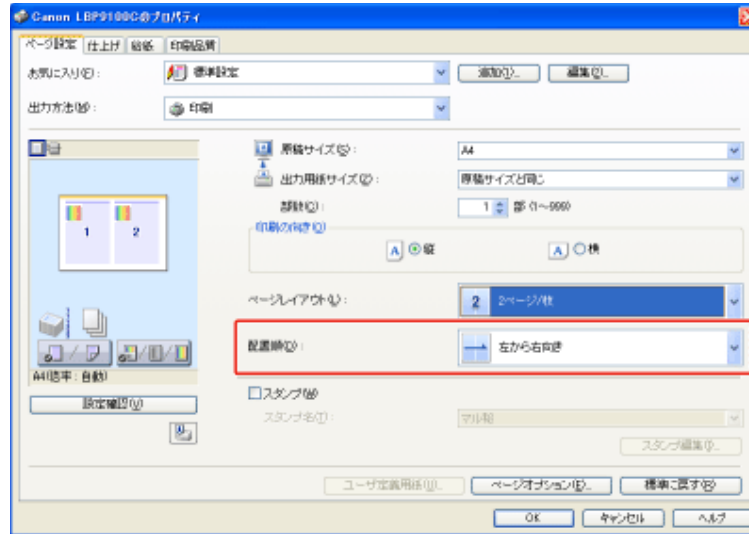 Canon LBP9100Cのプロパティ
ページ設定 仕上げ 給紙 印刷品質
お気に入り(F): 標準設定 追加(1)... 編集(2)...
出力方法(M): 印刷
原稿サイズ(S): A4
出力用紙サイズ(Z): 原稿サイズと同じ
部数(C): 1 部 (1~999)
印刷の向き(O)
A 縦 A 横
1 2
ページレイアウト(L): 2 2ページ/枚
配置順(D): 左から右向き
A4(倍率: 自動)
設定確認(V)
スタンプ(W)
スタンプ名(T): マル秘
スタンプ編集(P)...
ユーザ定義用紙(U)... ページオプション(E)... 標準に戻す(R)
OK キャンセル ヘルプ